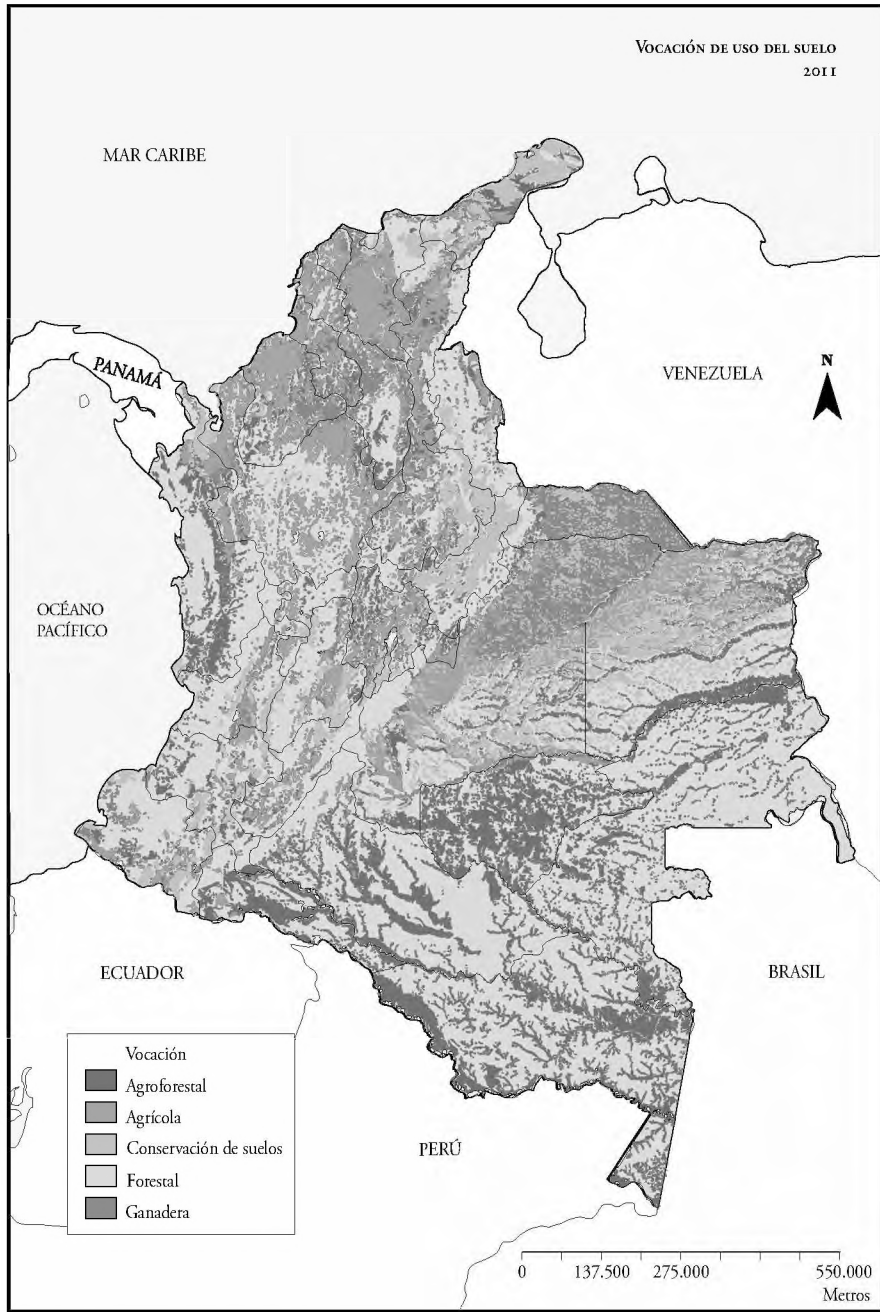 Vocación de uso del suelo
2011
MAR CARIBE
PANAMÁ
VENEZUELA
N
OCÉANO
PACÍFICO
ECUADOR
BRASIL
PERÚ
Vocación
Agroforestal
Agrícola
Conservación de suelos
Forestal
Ganadera
0 137.500 275.000 550.000
Metros